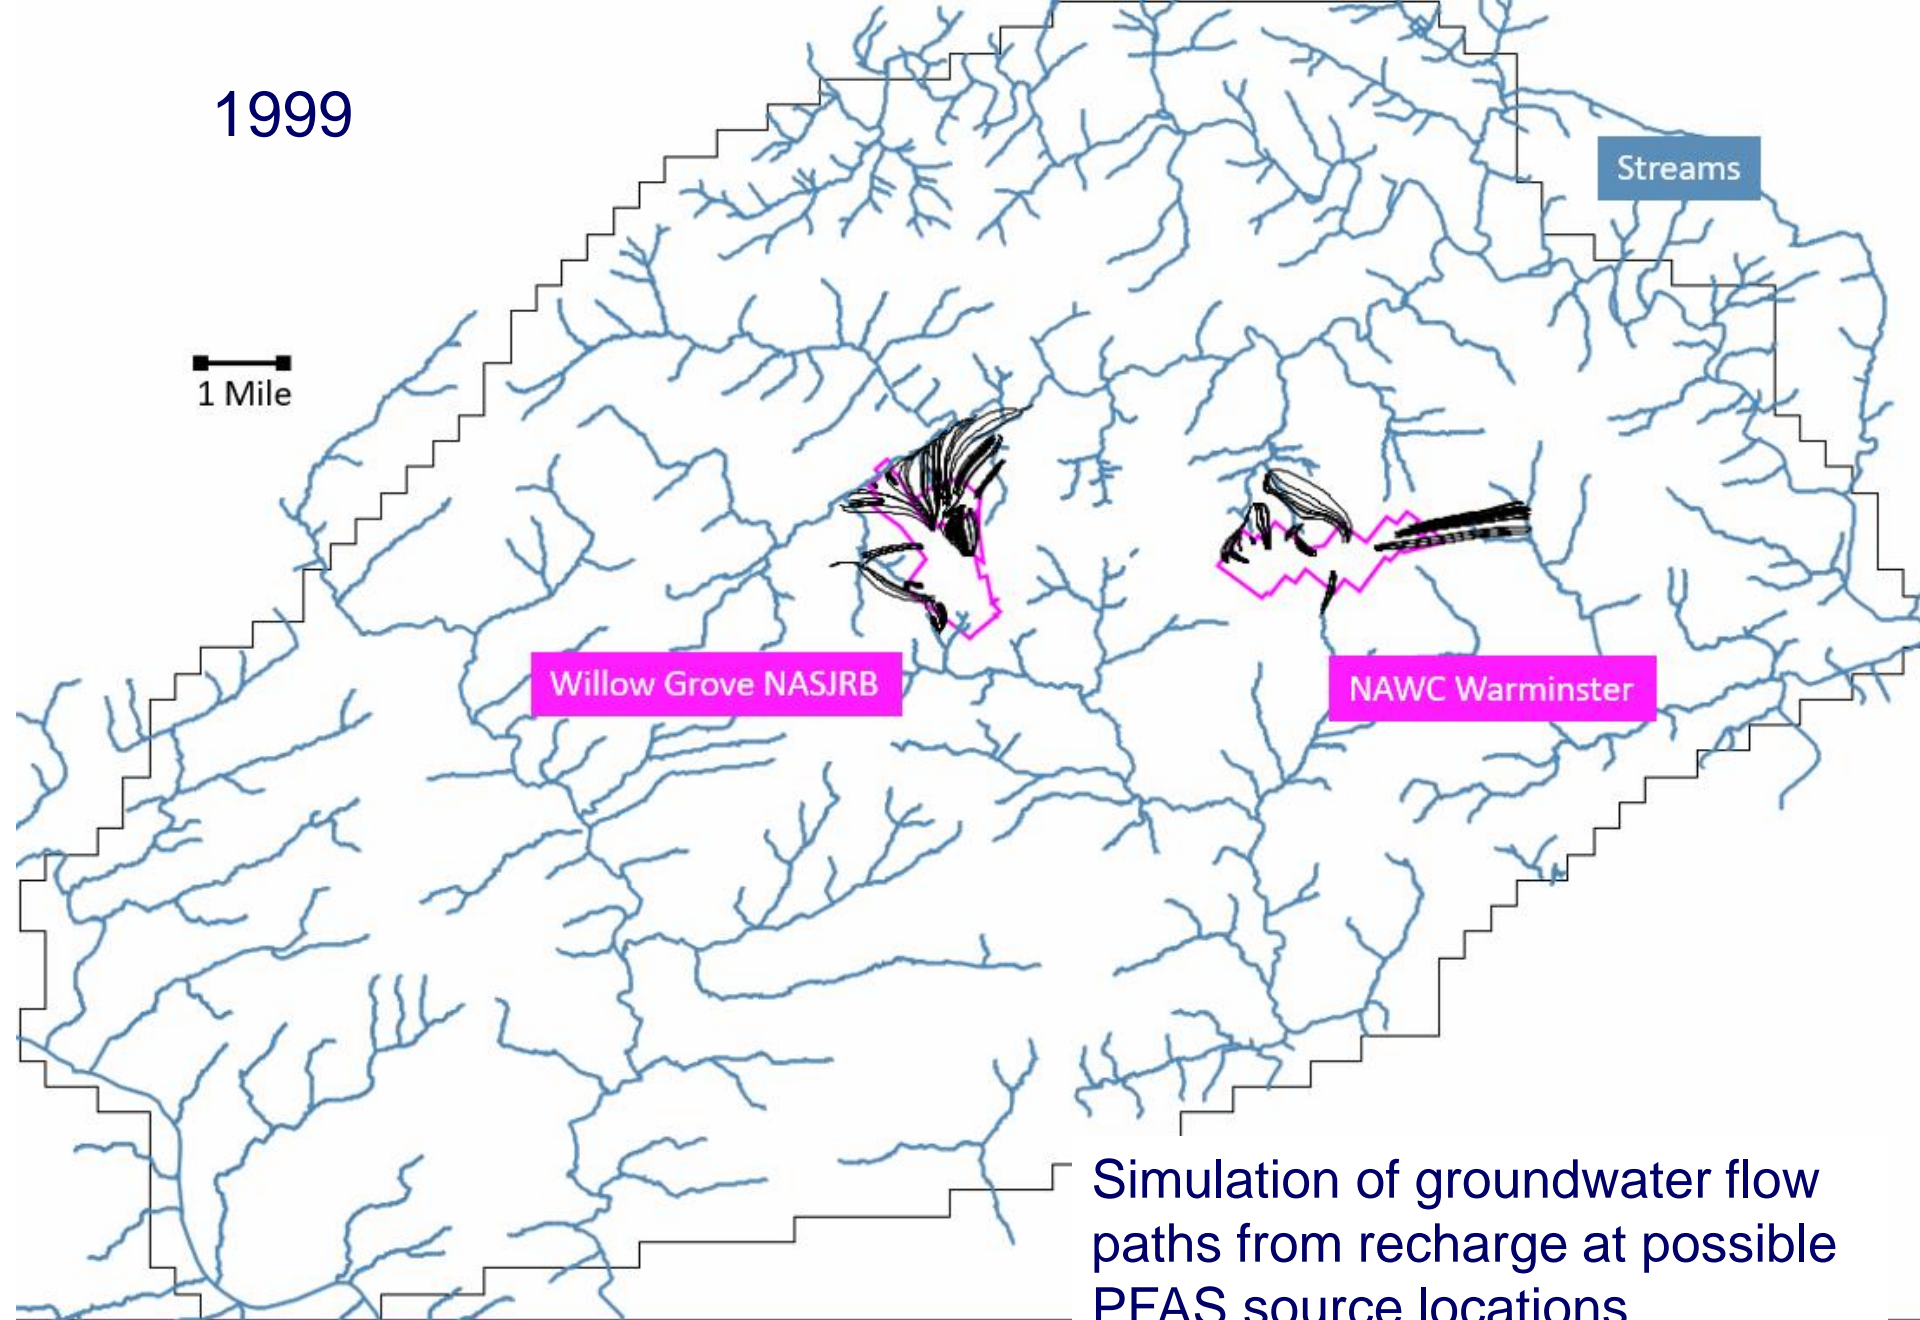 1999
Streams
1 Mile
Willow Grove NASJRB
NAWC Warminster
Simulation of groundwater flow
paths from recharge at possible
PFAS source locations